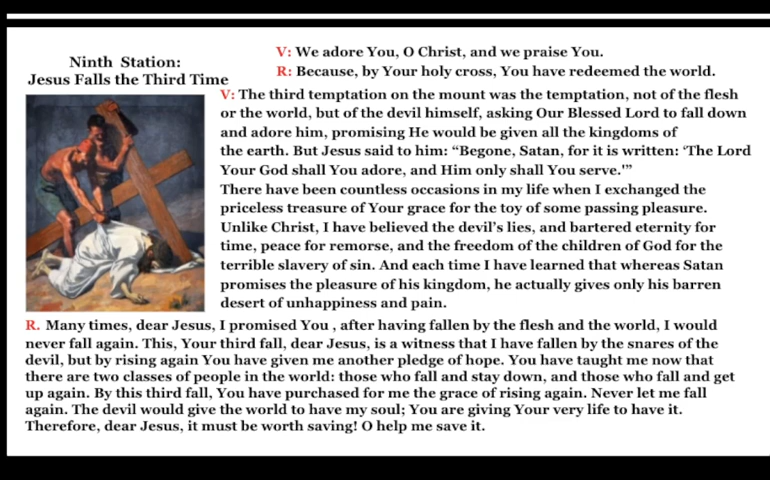 Ninth Station:
Jesus Falls the Third Time
V: We adore You, O Christ, and we praise You.
R: Because, by Your holy cross, You have redeemed the world.
V: The third temptation on the mount was the temptation, not of the flesh
or the world, but of the devil himself, asking Our Blessed Lord to fall down
and adore him, promising He would be given all the kingdoms of
the earth. But Jesus said to him: “Begone, Satan, for it is written: ‘The Lord
Your God shall You adore, and Him only shall You serve.'”
There have been countless occasions in my life when I exchanged the
priceless treasure of Your grace for the toy of some passing pleasure.
Unlike Christ, I have believed the devil’s lies, and bartered eternity for
time, peace for remorse, and the freedom of the children of God for the
terrible slavery of sin. And each time I have learned that whereas Satan
promises the pleasure of his kingdom, he actually gives only his barren
desert of unhappiness and pain.
R. Many times, dear Jesus, I promised You , after having fallen by the flesh and the world, I would
never fall again. This, Your third fall, dear Jesus, is a witness that I have fallen by the snares of the
devil, but by rising again You have given me another pledge of hope. You have taught me now that
there are two classes of people in the world: those who fall and stay down, and those who fall and get
up again. By this third fall, You have purchased for me the grace of rising again. Never let me fall
again. The devil would give the world to have my soul; You are giving Your very life to have it.
Therefore, dear Jesus, it must be worth saving! O help me save it.